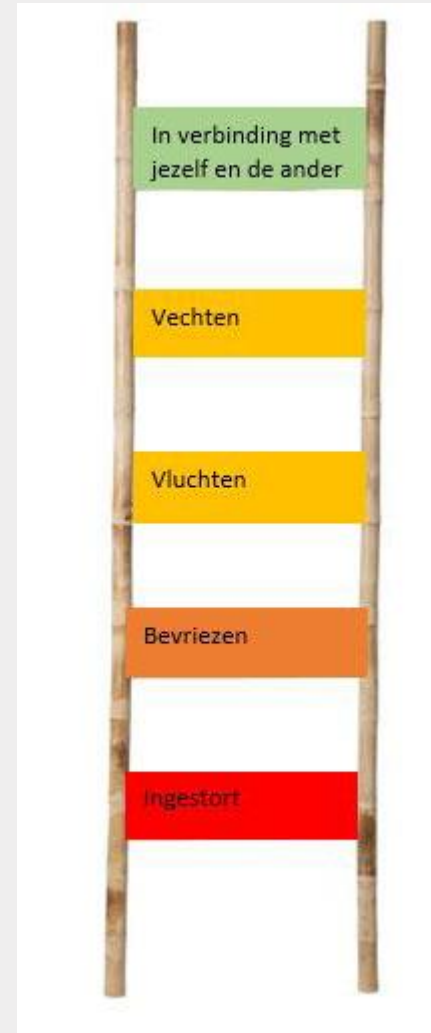 In verbinding met
jezelf en de ander
Vechten
Vluchten
Bevriezen
Ingestort